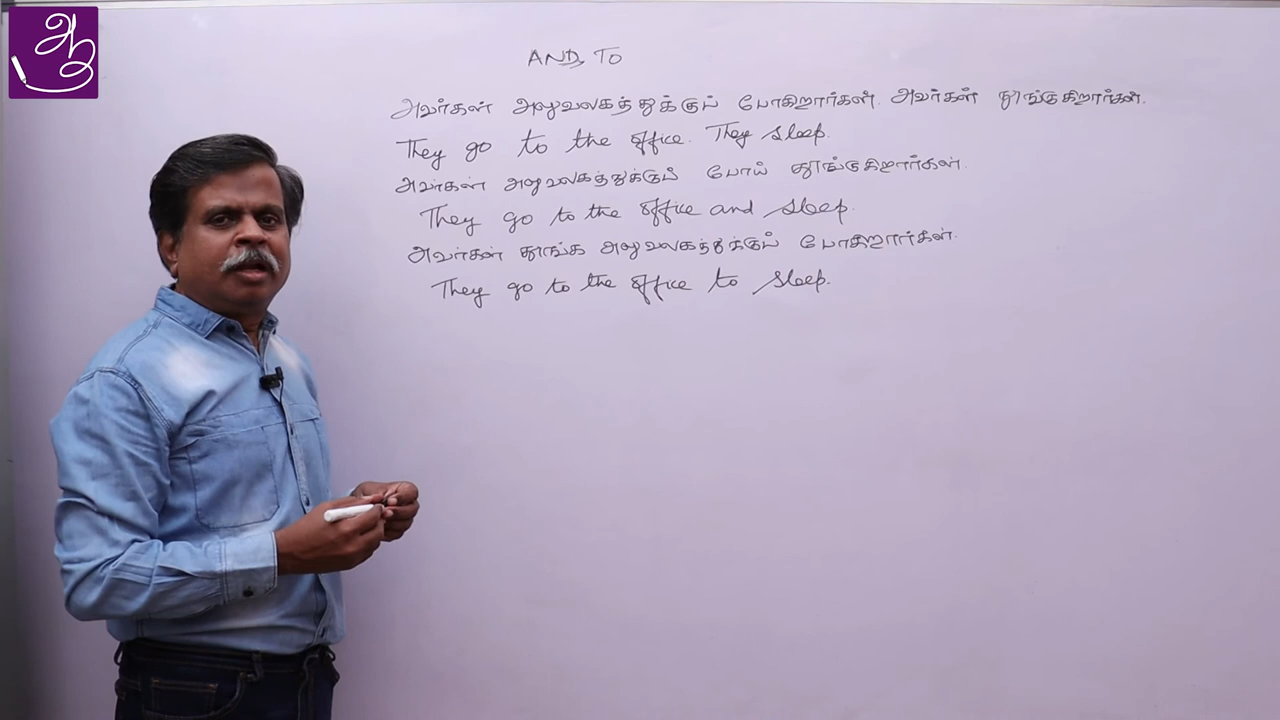 AND, TO
அவர்கள் அலுவலகத்துக்குப் போகிறார்கள். அவர்கள் தூங்குகிறார்கள்.
They go to the office. They sleep.
அவர்கள் அலுவலகத்துக்குப் போய் தூங்குகிறார்கள்.
They go to the office and sleep.
அவர்கள் தூங்க அலுவலகத்துக்குப் போகிறார்கள்.
They go to the office to sleep.